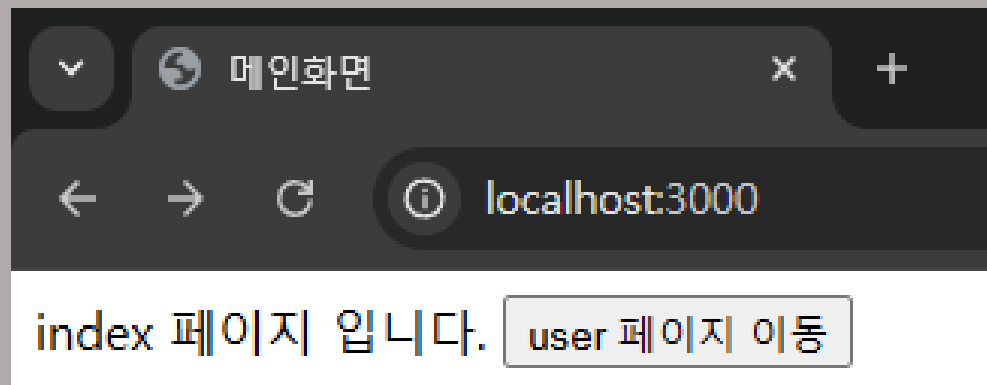 메인화면
localhost:3000
index 페이지 입니다. user 페이지 이동